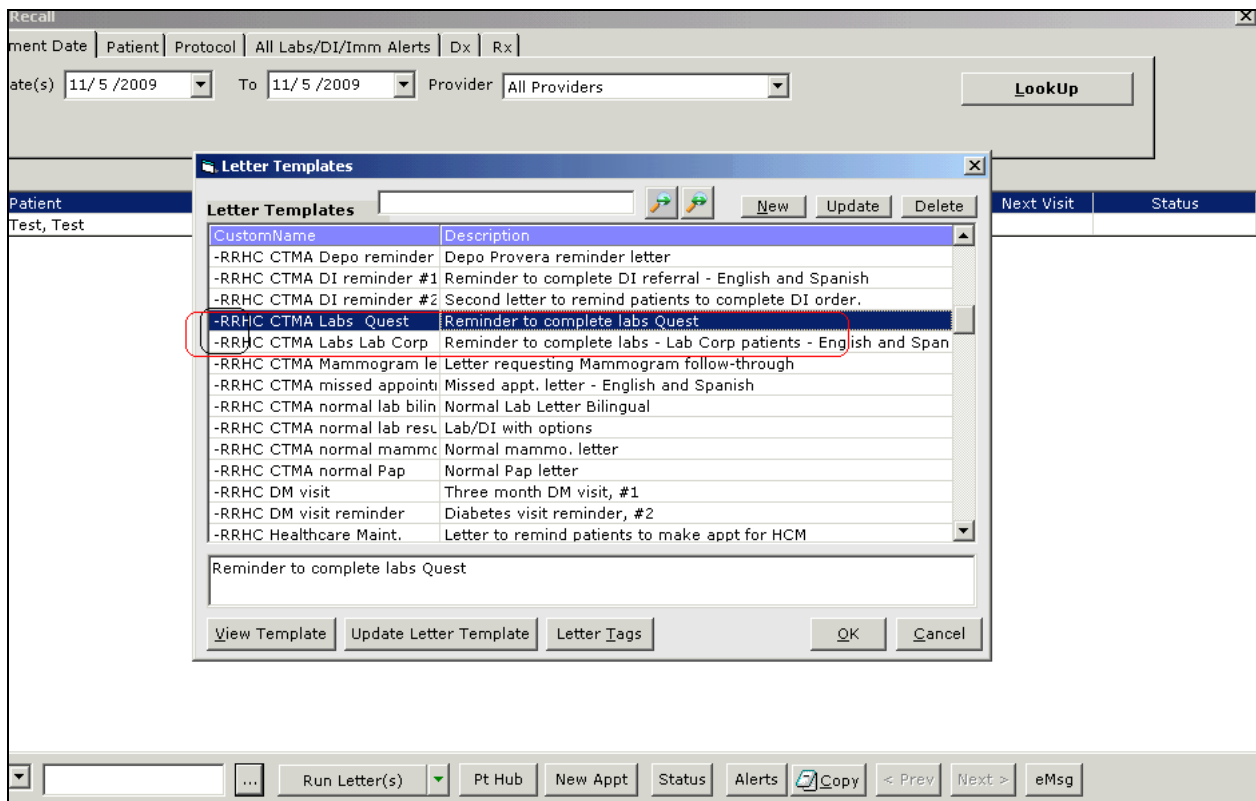 Recall
ment Date Patient Protocol All Labs/DI/Imm Alerts Dx Rx
ate(s) 11/ 5 /2009 To 11/ 5 /2009 Provider All Providers LookUp
Letter Templates
Letter Templates New Update Delete
Patient Next Visit Status
Test, Test
CustomName Description
-RRHC CTMA Depo reminder Depo Provera reminder letter
-RRHC CTMA DI reminder #1 Reminder to complete DI referral - English and Spanish
-RRHC CTMA DI reminder #2 Second letter to remind patients to complete DI order.
-RRHC CTMA Labs Quest Reminder to complete labs Quest
-RRHC CTMA Labs Lab Corp Reminder to complete labs - Lab Corp patients - English and Span
-RRHC CTMA Mammogram le Letter requesting Mammogram follow-through
-RRHC CTMA missed appointi Missed appt. letter - English and Spanish
-RRHC CTMA normal lab bilin Normal Lab Letter Bilingual
-RRHC CTMA normal lab resu Lab/DI with options
-RRHC CTMA normal mammo Normal mammo. letter
-RRHC CTMA normal Pap Normal Pap letter
-RRHC DM visit Three month DM visit, #1
-RRHC DM visit reminder Diabetes visit reminder, #2
-RRHC Healthcare Maint. Letter to remind patients to make appt for HCM
Reminder to complete labs Quest
View Template Update Letter Template Letter Tags OK Cancel
... Run Letter(s) Pt Hub New Appt Status Alerts Copy < Prev Next > eMsg